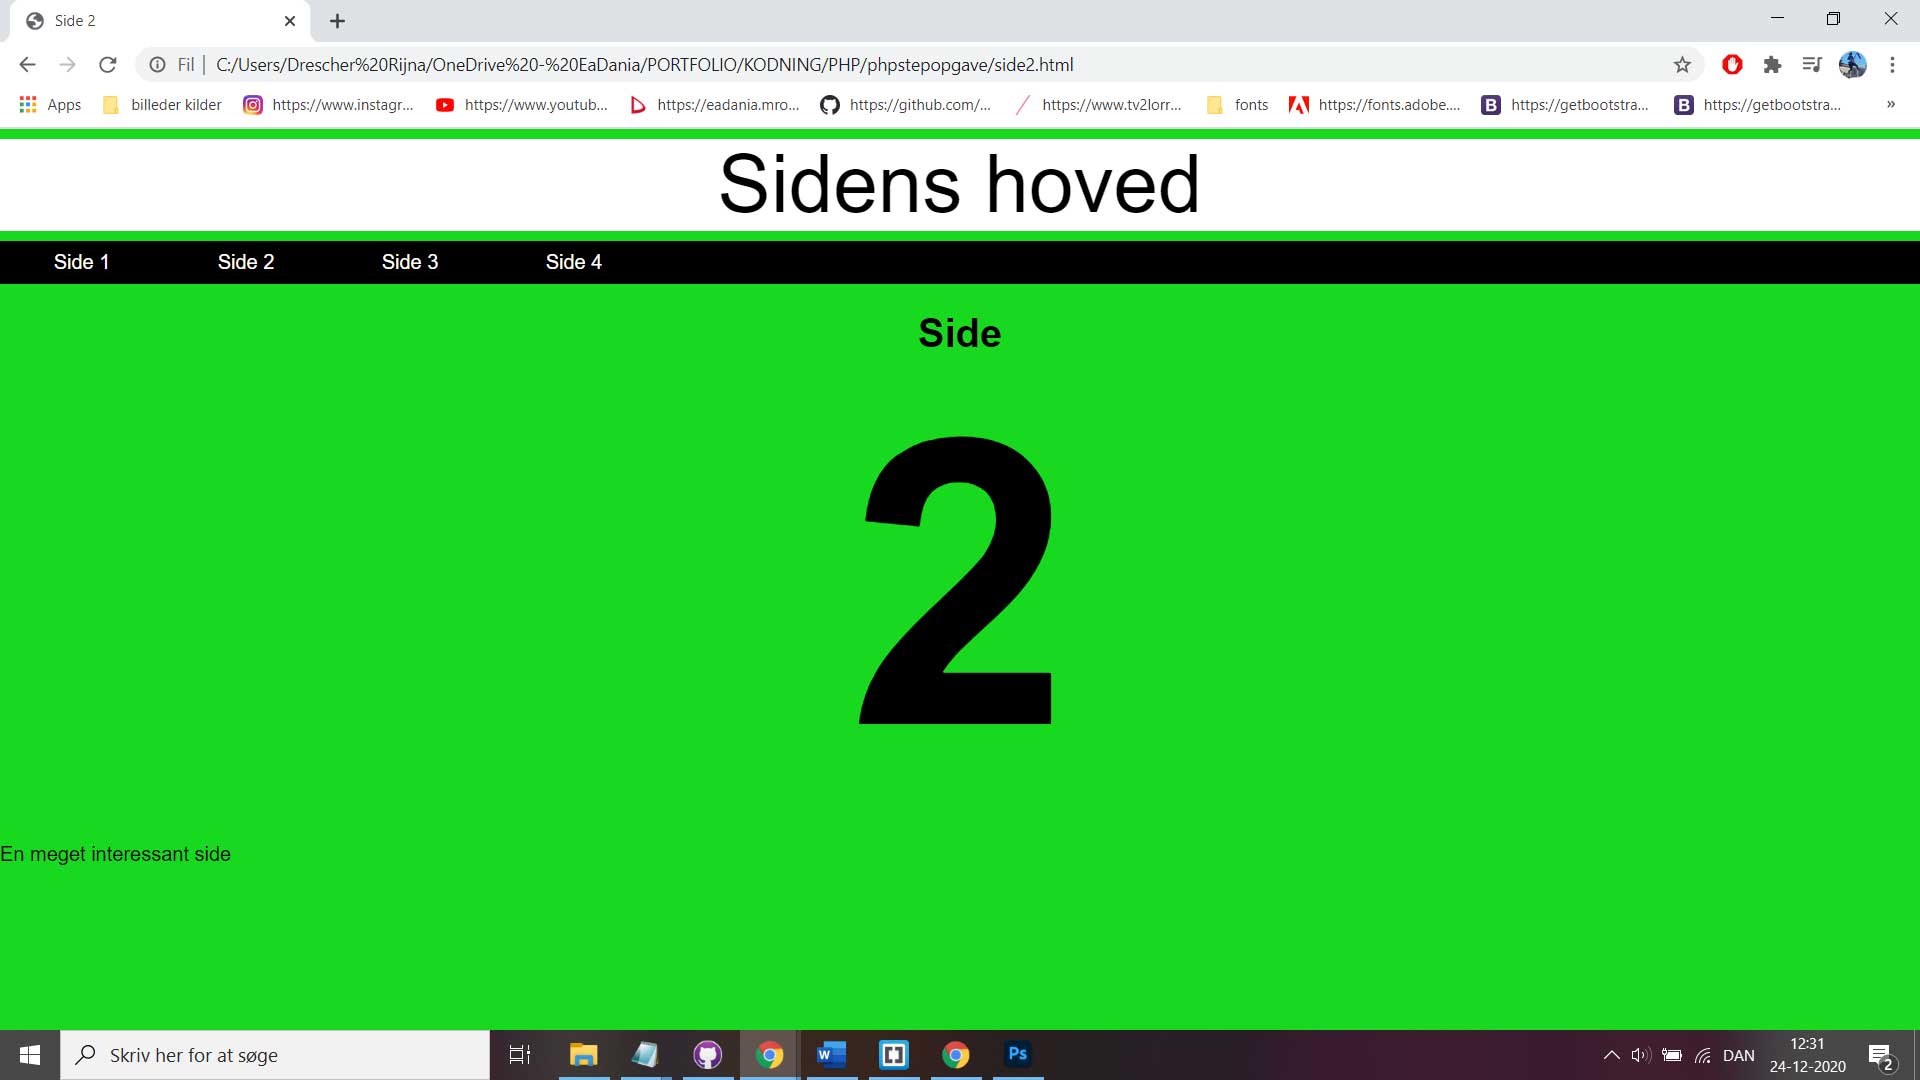 Side 2
Fil | C:/Users/Drescher%20Rijna/OneDrive%20-%20EaDania/PORTFOLIO/KODNING/PHP/phpstepopgave/side2.html
Apps billeder kilder https://www.instagr... https://www.youtub... https://eadania.mro... https://github.com/... https://www.tv2lorr... fonts https://fonts.adobe.... https://getbootstra... https://getbootstra... »
Sidens hoved
Side 1 Side 2 Side 3 Side 4
Side
2
En meget interessant side
Skriv her for at søge
W Ps DAN
12:31
24-12-2020
2